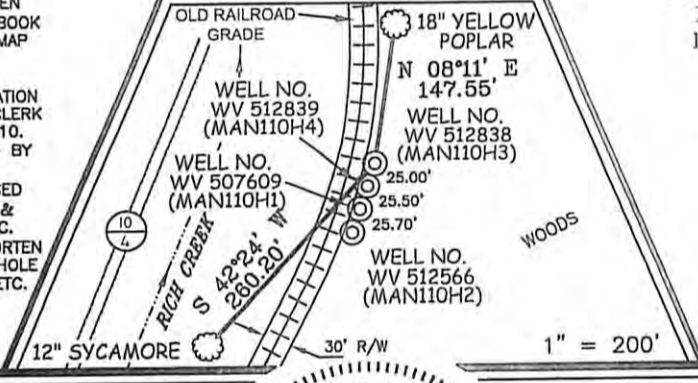 EN
BOOK
MAP
ATION
CLERK
10.
BY
SED
&
C.
ORTEN
HOLE
ETC.
OLD RAILROAD
GRADE
18" YELLOW
POPLAR
N 08°11' E
147.55'
WELL NO.
WV 512839
(MAN110H4)
WELL NO.
WV 512838
(MAN110H3)
WELL NO.
WV 507609
(MAN110H1)
25.00'
25.50'
25.70'
10
4
RICH CREEK
S 42°24' W
260.20'
WOODS
WELL NO.
WV 512566
(MAN110H2)
12" SYCAMORE
30' R/W
1" = 200'